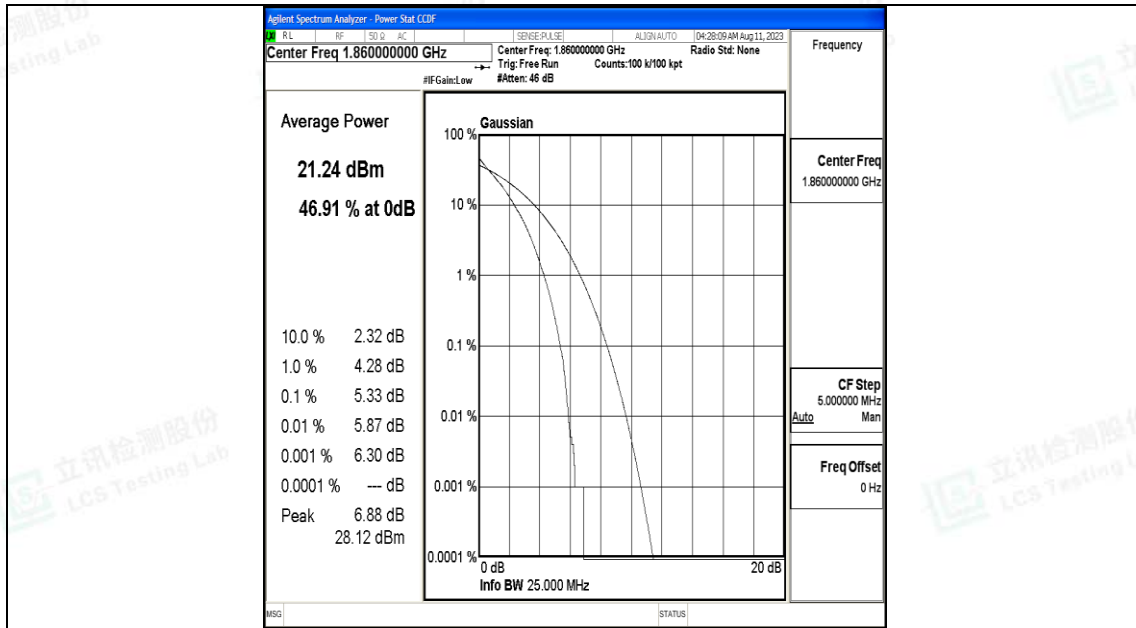 Agilent Spectrum Analyzer - Power Stat CCDF
RL RF 50 Ω AC SENSE:PULSE ALIGN AUTO 04:28:09 AM Aug 11, 2023
Center Freq 1.860000000 GHz
Center Freq: 1.860000000 GHz Radio Std: None
Trig: Free Run Counts:100 k/100 kpt
#IFGain:Low #Atten: 46 dB
Frequency
Average Power
21.24 dBm
46.91 % at 0dB
10.0 % 2.32 dB
1.0 % 4.28 dB
0.1 % 5.33 dB
0.01 % 5.87 dB
0.001 % 6.30 dB
0.0001 % --- dB
Peak 6.88 dB
28.12 dBm
Gaussian
100 %
10 %
1 %
0.1 %
0.01 %
0.001 %
0.0001 %
0 dB 20 dB
Info BW 25.000 MHz
Center Freq
1.860000000 GHz
CF Step
5.000000 MHz
Auto Man
Freq Offset
0 Hz
MSG STATUS
立讯检测股份
LCS Testing Lab